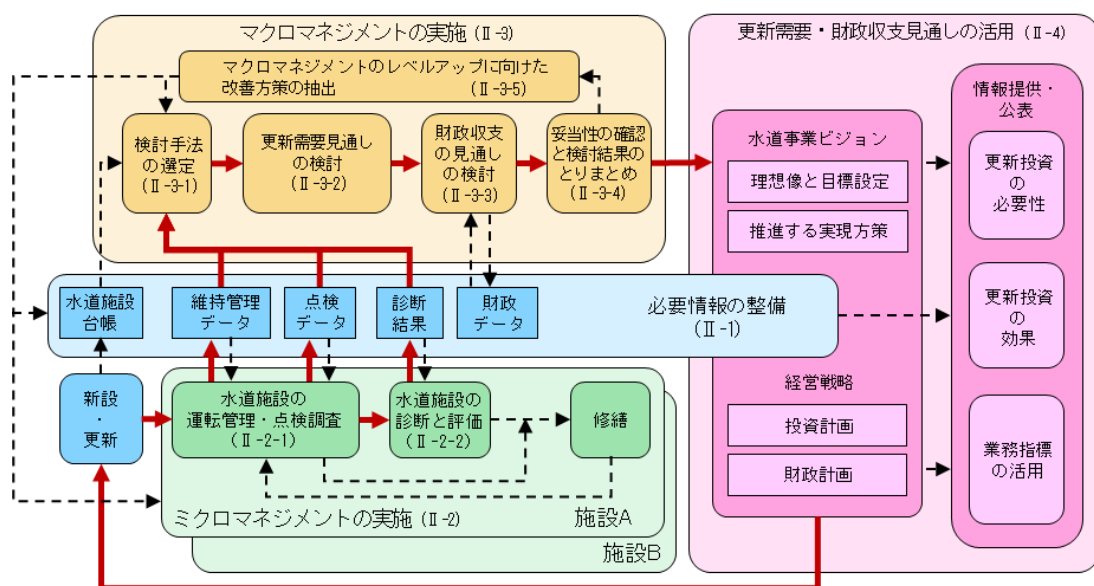 マクロマネジメントの実施(Ⅱ-3)
マクロマネジメントのレベルアップに向けた
改善方策の抽出 (Ⅱ-3-5)
検討手法
の選定
(Ⅱ-3-1)
更新需要見通し
の検討
(Ⅱ-3-2)
財政収支
の見通し
の検討
(Ⅱ-3-3)
妥当性の確認
と検討結果の
とりまとめ
(Ⅱ-3-4)
更新需要・財政収支見通しの活用(Ⅱ-4)
水道事業ビジョン
理想像と目標設定
推進する実現方策
経営戦略
投資計画
財政計画
情報提供・
公表
更新投資
の
必要性
更新投資
の
効果
業務指標
の活用
水道施設
台帳
維持管理
データ
点検
データ
診断
結果
財政
データ
必要情報の整備
(Ⅱ-1)
新設
・
更新
水道施設の
運転管理・点検調査
(Ⅱ-2-1)
水道施設の
診断と評価
(Ⅱ-2-2)
修繕
ミクロマネジメントの実施(Ⅱ-2)
施設A
施設B